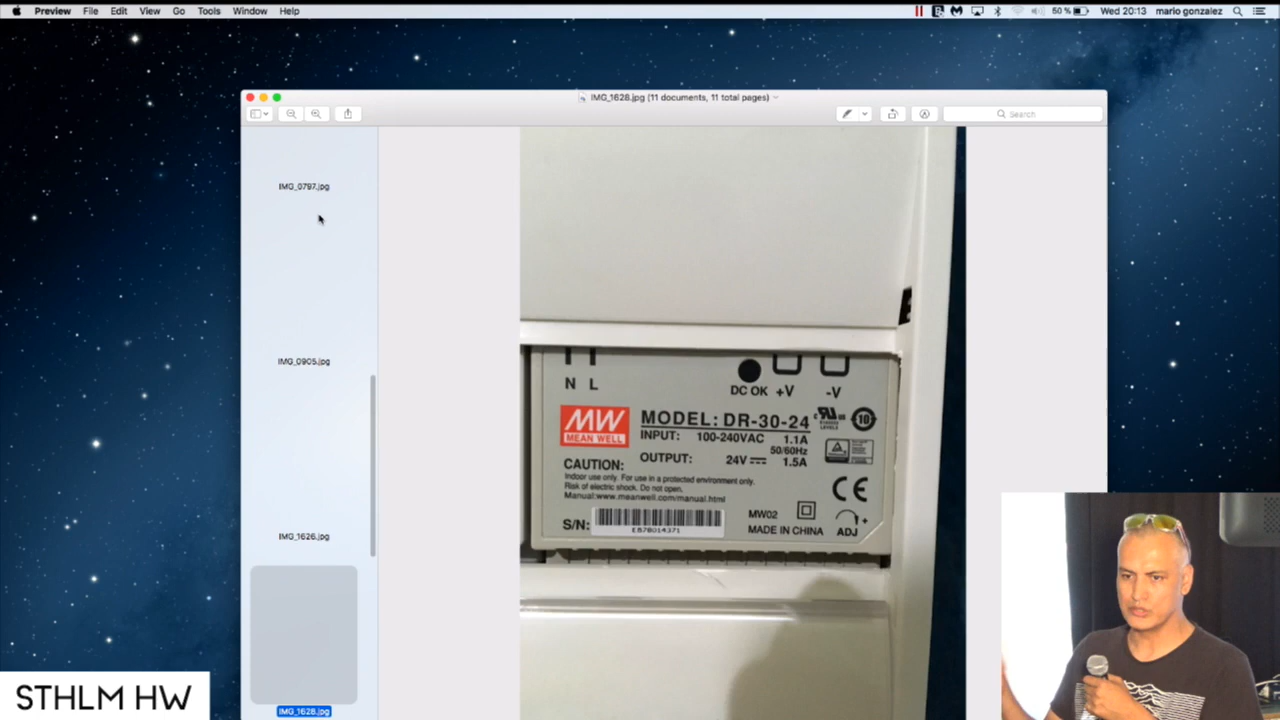 Preview File Edit View Go Tools Window Help
50 % Wed 20:13 mario gonzalez
IMG_1628.jpg (11 documents, 11 total pages)
Search
IMG_0797.jpg
IMG_0905.jpg
IMG_1626.jpg
IMG_1628.jpg
N L
DC OK +V -V
MW
MEAN WELL
MODEL: DR-30-24
INPUT: 100-240VAC 1.1A
50/60Hz
OUTPUT: 24V 1.5A
10
CAUTION:
Indoor use only. For use in a protected environment only.
Risk of electric shock. Do not open.
Manual:www.meanwell.com/manual.html
CE
S/N:
EB78014371
MW02
MADE IN CHINA
+
ADJ
STHLM HW